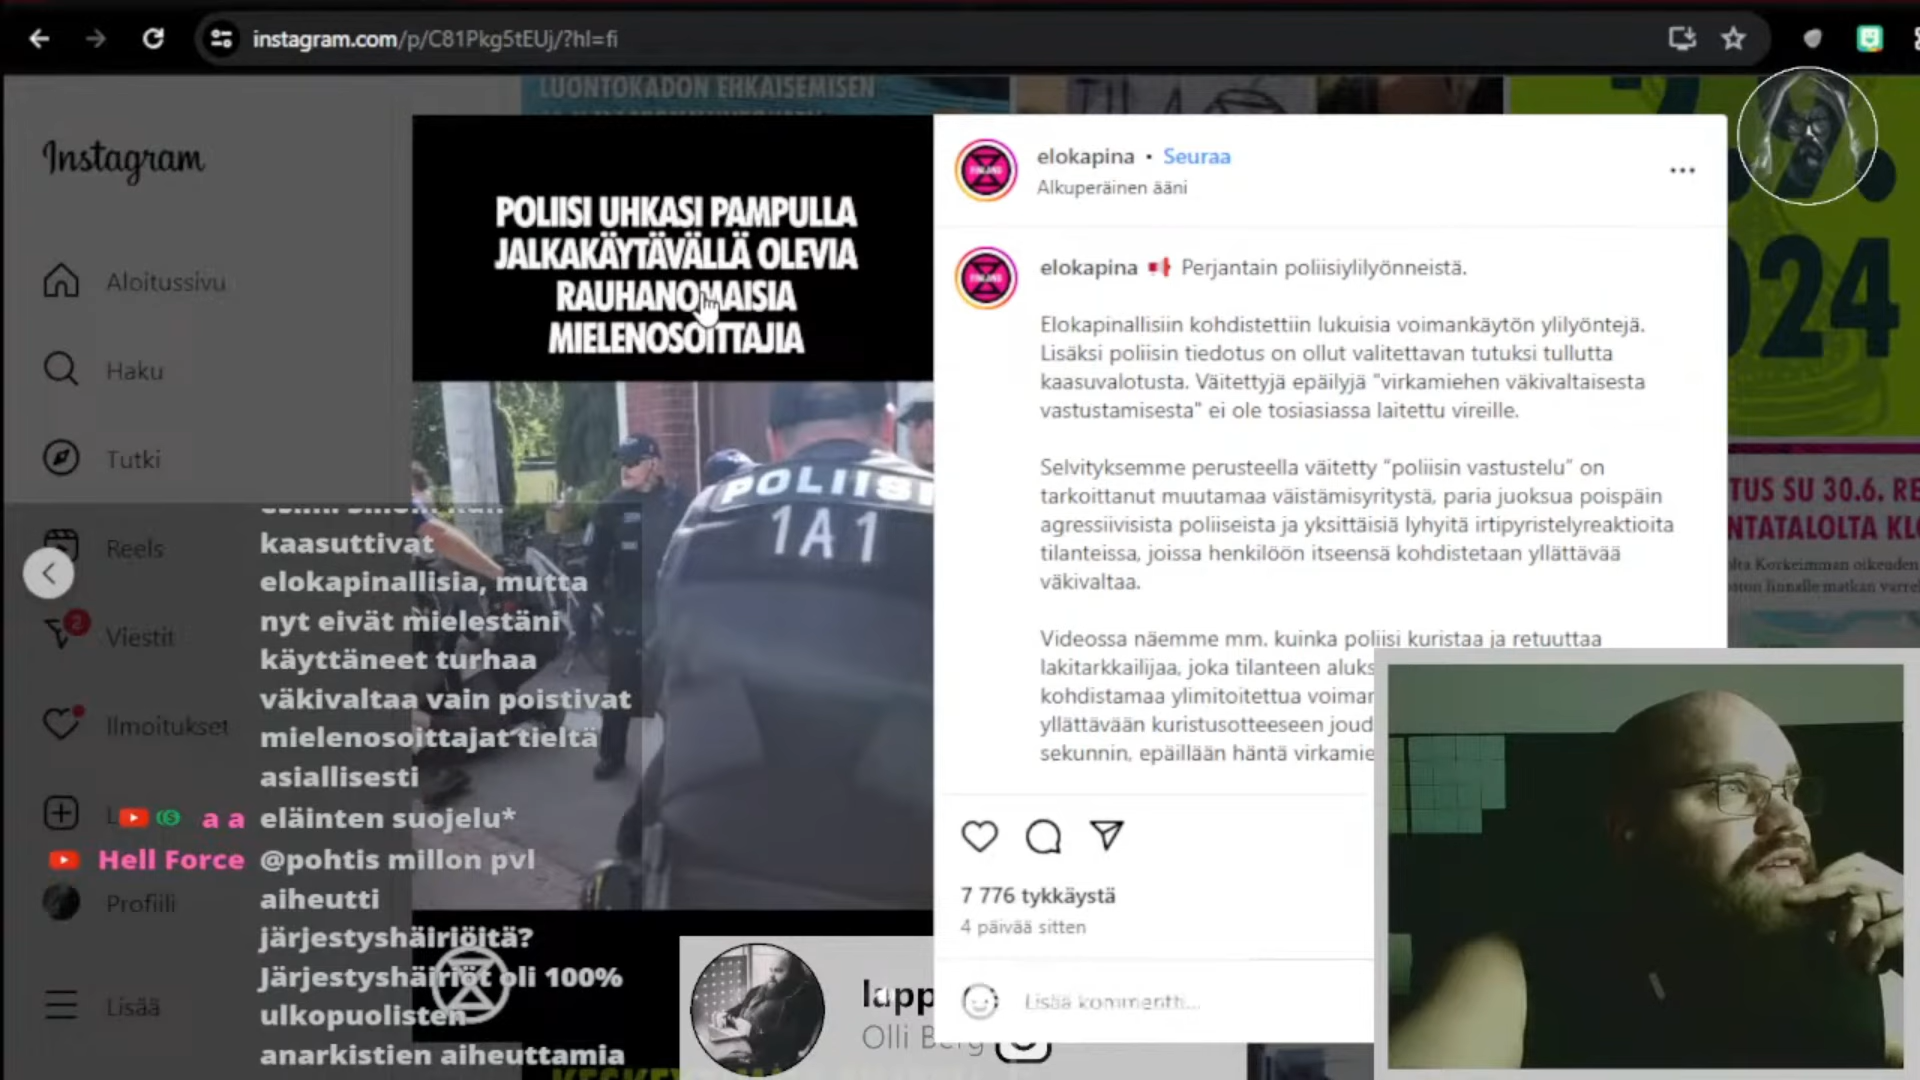 instagram.com/p/C81Pkg5tEUj/?hl=fi
LUONTOKADON EHKÄISEMISEN
2024
TUS SU 30.6. RE
NTATALOLTA KL
Instagram
Aloitussivu
Haku
Tutki
Reels
Viestit
2
Ilmoitukset
Profiili
Lisää
POLIISI UHKASI PAMPULLA
JALKAKÄYTÄVÄLLÄ OLEVIA
RAUHANOMAISIA
MIELENOSOITTAJIA
POLIISI
1A1
elokapina • Seuraa
Alkuperäinen ääni
elokapina Perjantain poliisiylilyönneistä.
Elokapinallisiin kohdistettiin lukuisia voimankäytön ylilyöntejä.
Lisäksi poliisin tiedotus on ollut valitettavan tutuksi tullutta
kaasuvalotusta. Väitettyjä epäilyjä "virkamiehen väkivaltaisesta
vastustamisesta" ei ole tosiasiassa laitettu vireille.
Selvityksemme perusteella väitetty "poliisin vastustelu" on
tarkoittanut muutamaa väistämisyritystä, paria juoksua poispäin
agressiivisista poliiseista ja yksittäisiä lyhyitä irtipyristelyreaktioita
tilanteissa, joissa henkilöön itseensä kohdistetaan yllättävää
väkivaltaa.
Videossa näemme mm. kuinka poliisi kuristaa ja retuuttaa
lakitarkkailijaa, joka tilanteen aluks
kohdistamaa ylimitoitettua voimar
yllättävään kuristusotteeseen joud
sekunnin, epäillään häntä virkamie
7 776 tykkäystä
4 päivää sitten
Lisää kommentti...
kaasuttivat
elokapinallisia, mutta
nyt eivät mielestäni
käyttäneet turhaa
väkivaltaa vain poistivat
mielenosoittajat tieltä
asiallisesti
a a eläinten suojelu*
Hell Force @pohtis millon pvl
aiheutti
järjestyshäiriöitä?
Järjestyshäiriöt oli 100%
ulkopuolisten
anarkistien aiheuttamia
lapp
Olli Berg